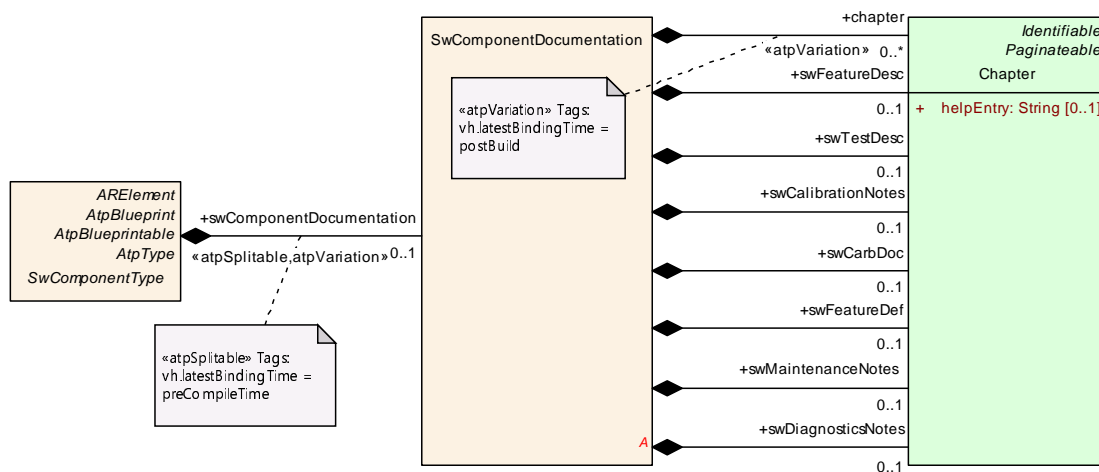 ARElement
AtpBlueprint
AtpBlueprintable
AtpType
SwComponentType
+swComponentDocumentation
«atpSplitable,atpVariation»
0..1
«atpSplitable» Tags:
vh.latestBindingTime =
preCompileTime
SwComponentDocumentation
«atpVariation» Tags:
vh.latestBindingTime =
postBuild
A
+chapter
«atpVariation»
0..*
+swFeatureDesc
0..1
+swTestDesc
0..1
+swCalibrationNotes
0..1
+swCarbDoc
0..1
+swFeatureDef
0..1
+swMaintenanceNotes
0..1
+swDiagnosticsNotes
0..1
Identifiable
Paginateable
Chapter
+ helpEntry: String [0..1]